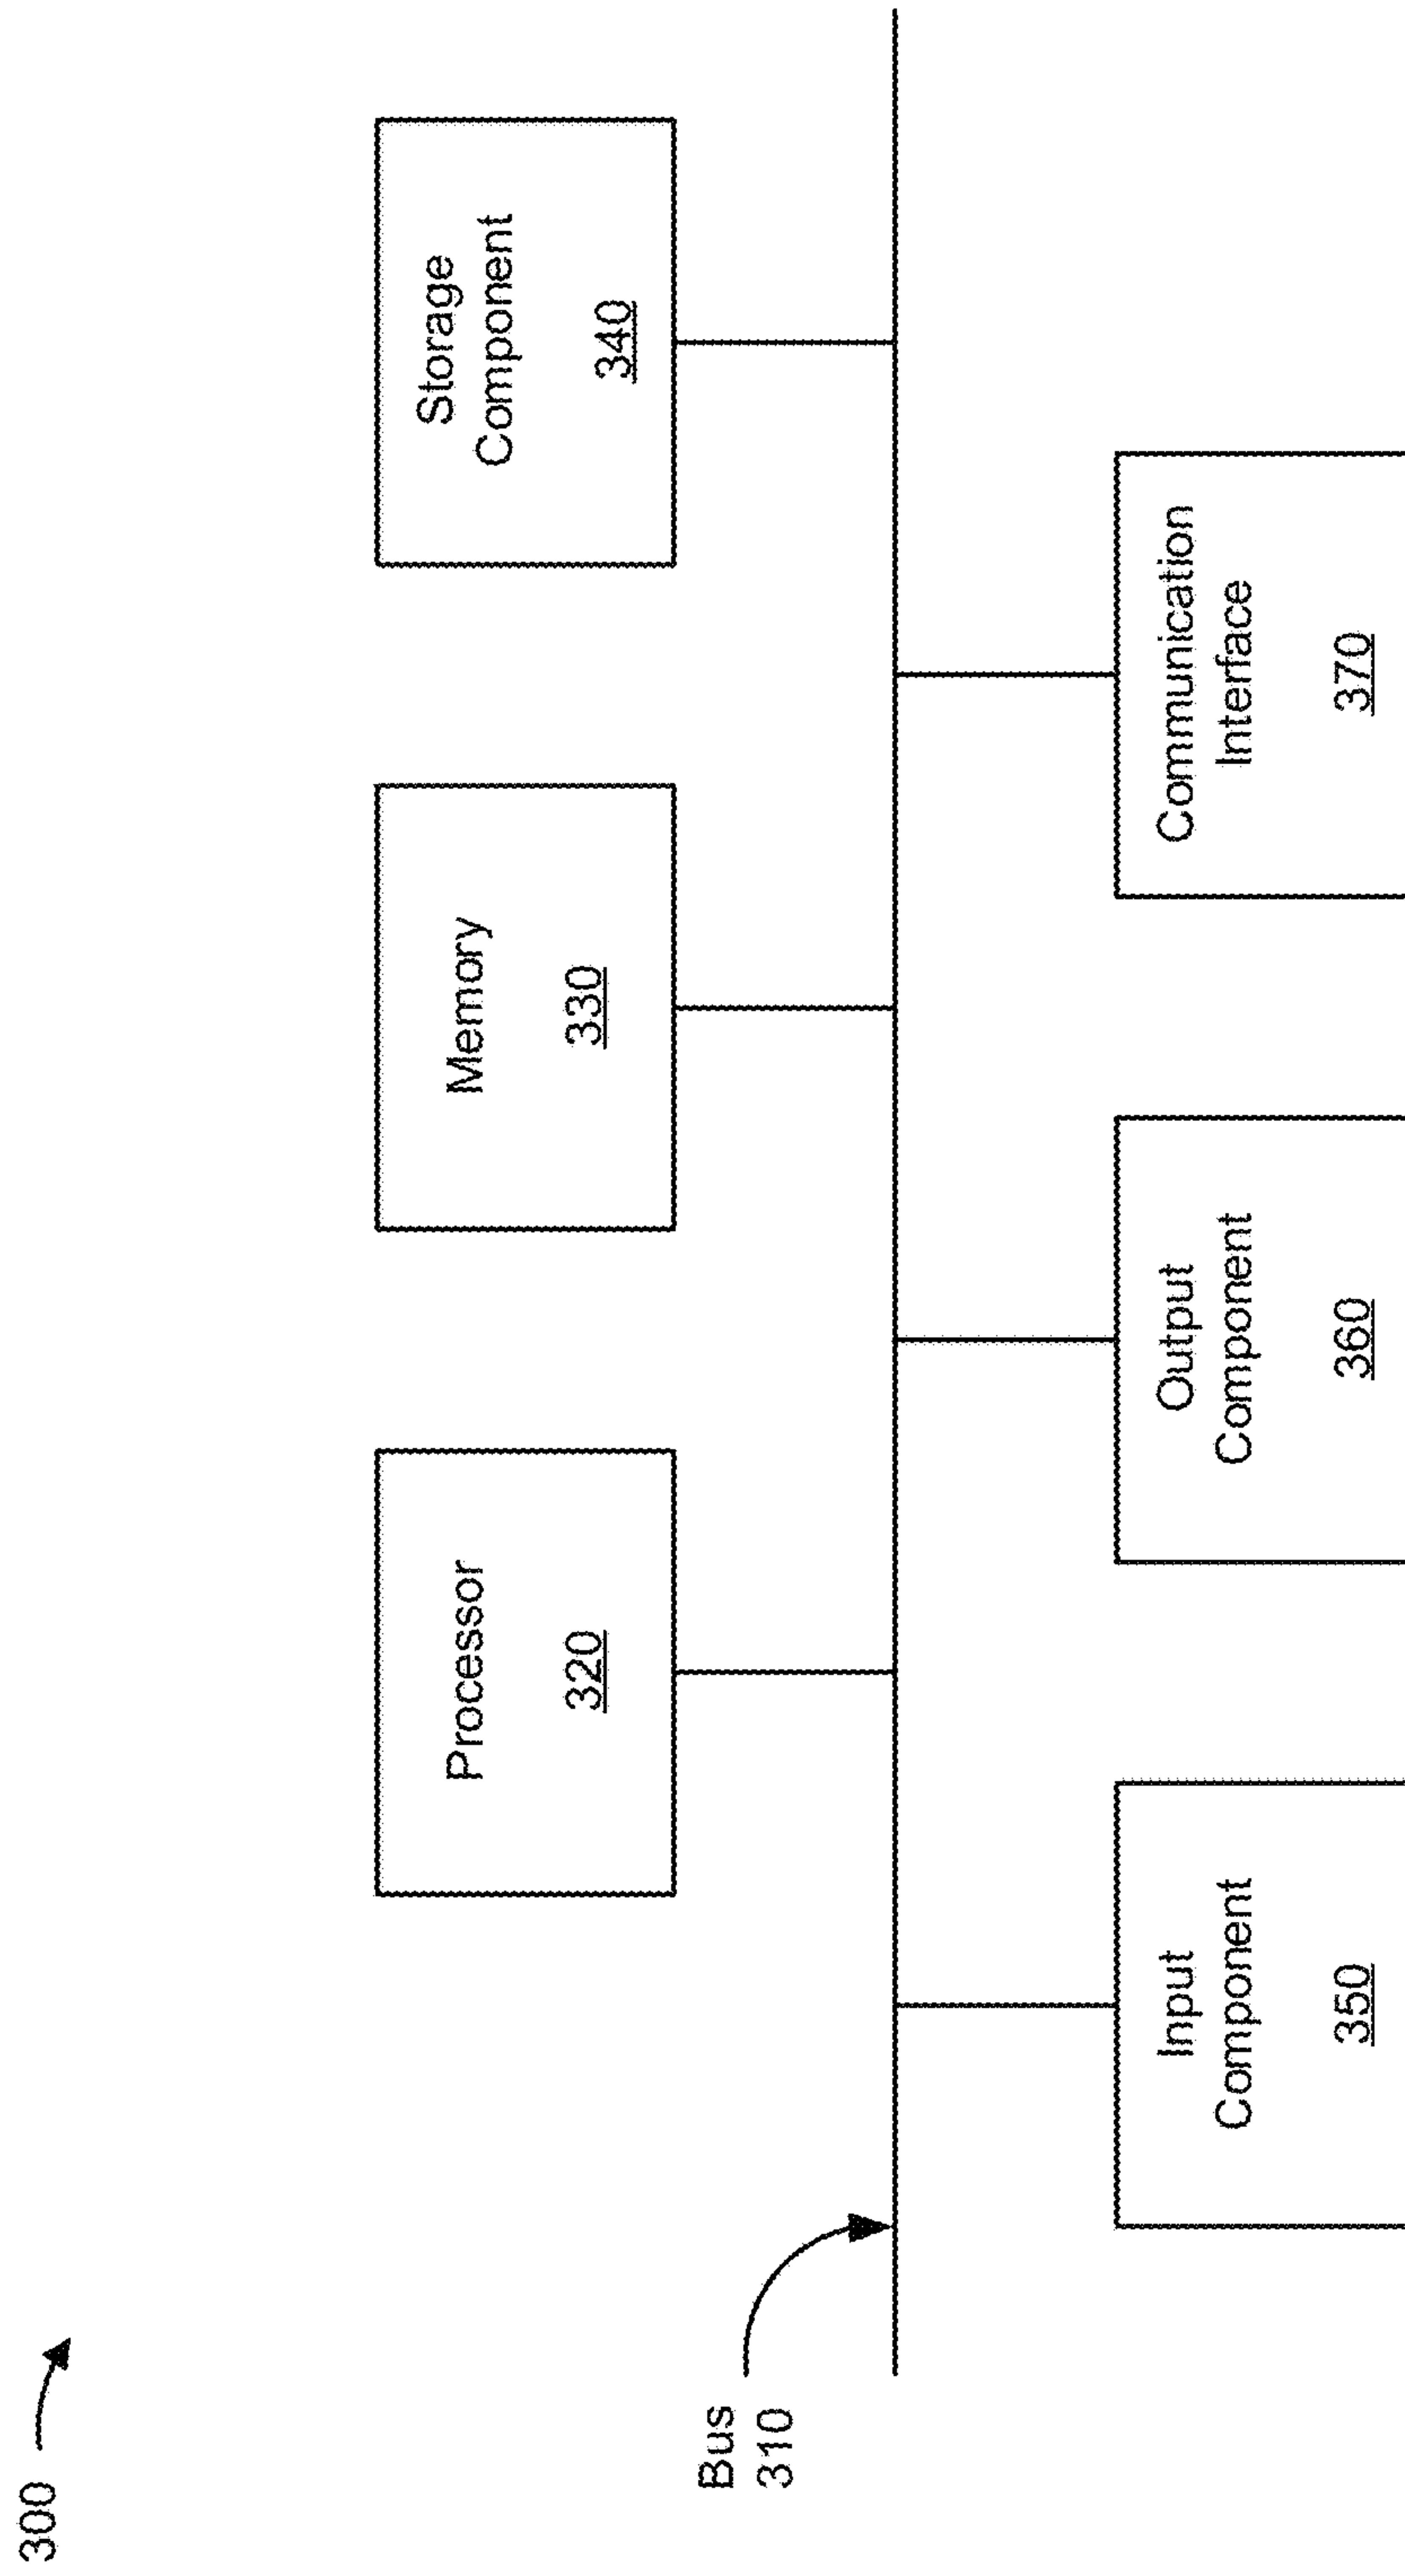 300
Processor
320
Memory
330
Storage
Component
340
Bus
310
Input
Component
350
Output
Component
360
Communication
Interface
370